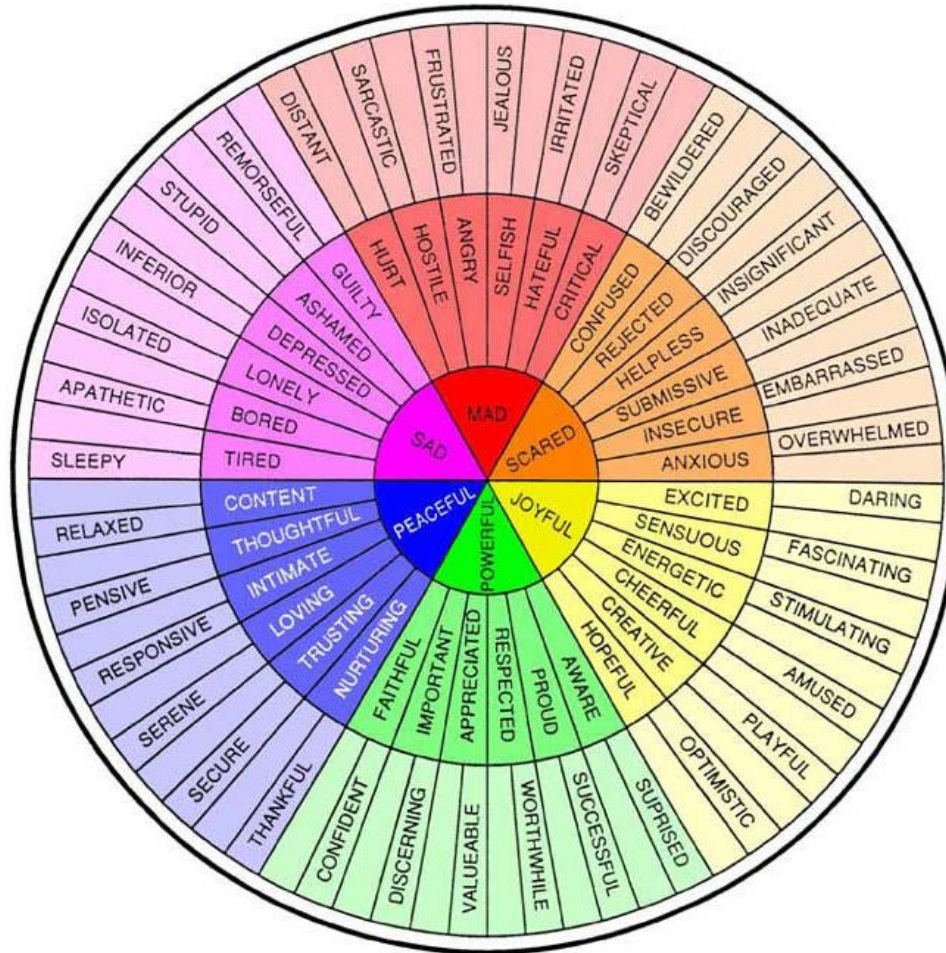 MAD
SCARED
JOYFUL
POWERFUL
PEACEFUL
SAD
HURT
HOSTILE
ANGRY
SELFISH
HATEFUL
CRITICAL
CONFUSED
REJECTED
HELPLESS
SUBMISSIVE
INSECURE
ANXIOUS
EXCITED
SENSUOUS
ENERGETIC
CHEERFUL
CREATIVE
HOPEFUL
AWARE
PROUD
RESPECTED
APPRECIATED
IMPORTANT
FAITHFUL
NURTURING
TRUSTING
LOVING
INTIMATE
THOUGHTFUL
CONTENT
TIRED
BORED
LONELY
DEPRESSED
ASHAMED
GUILTY
DISTANT
SARCASTIC
FRUSTRATED
JEALOUS
IRRITATED
SKEPTICAL
BEWILDERED
DISCOURAGED
INSIGNIFICANT
INADEQUATE
EMBARRASSED
OVERWHELMED
DARING
FASCINATING
STIMULATING
AMUSED
PLAYFUL
OPTIMISTIC
SUPRISED
SUCCESSFUL
WORTHWHILE
VALUEABLE
DISCERNING
CONFIDENT
THANKFUL
SECURE
SERENE
RESPONSIVE
PENSIVE
RELAXED
SLEEPY
APATHETIC
ISOLATED
INFERIOR
STUPID
REMORSEFUL